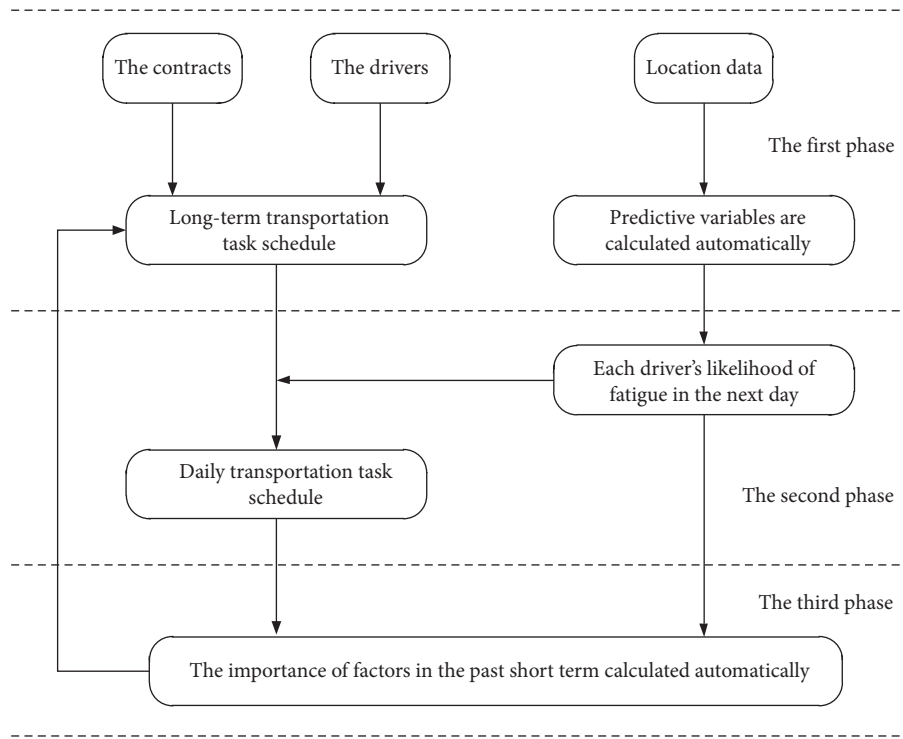 The contracts
The drivers
Location data
The first phase
Long-term transportation
task schedule
Predictive variables are
calculated automatically
Each driver's likelihood of
fatigue in the next day
Daily transportation task
schedule
The second phase
The third phase
The importance of factors in the past short term calculated automatically